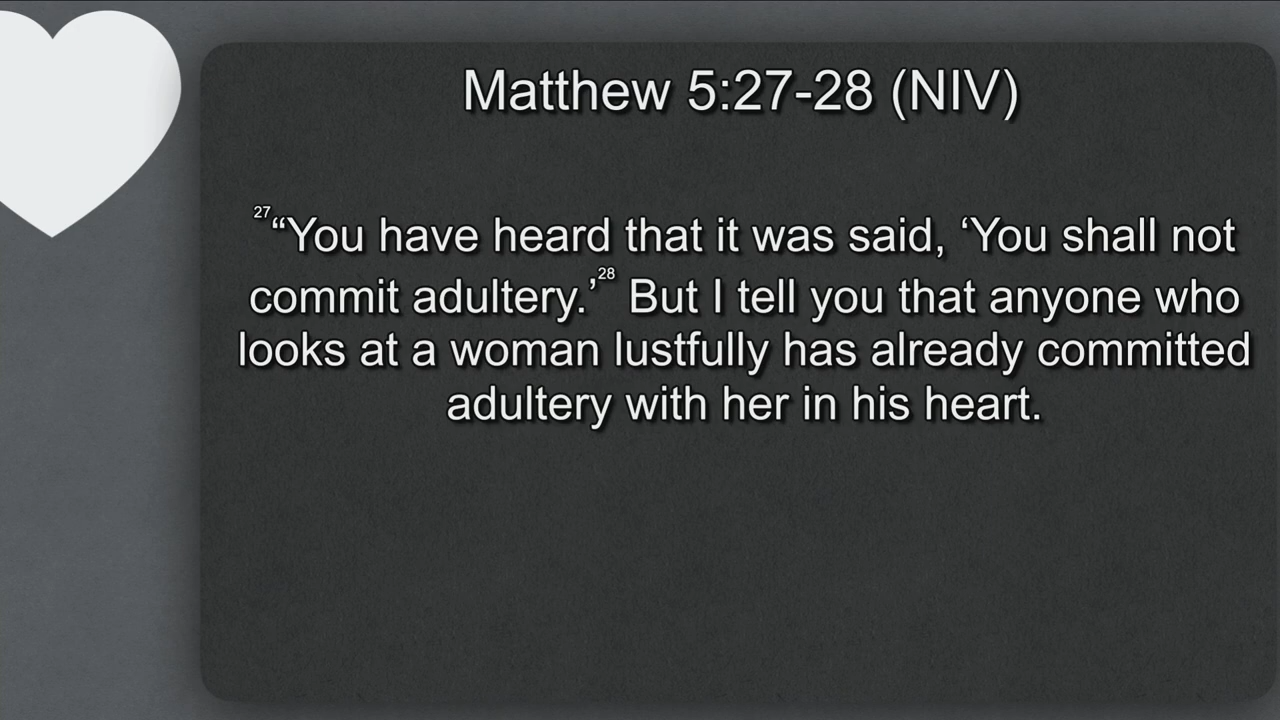 Matthew 5:27-28 (NIV)
27“You have heard that it was said, ‘You shall not
commit adultery.’28 But I tell you that anyone who
looks at a woman lustfully has already committed
adultery with her in his heart.